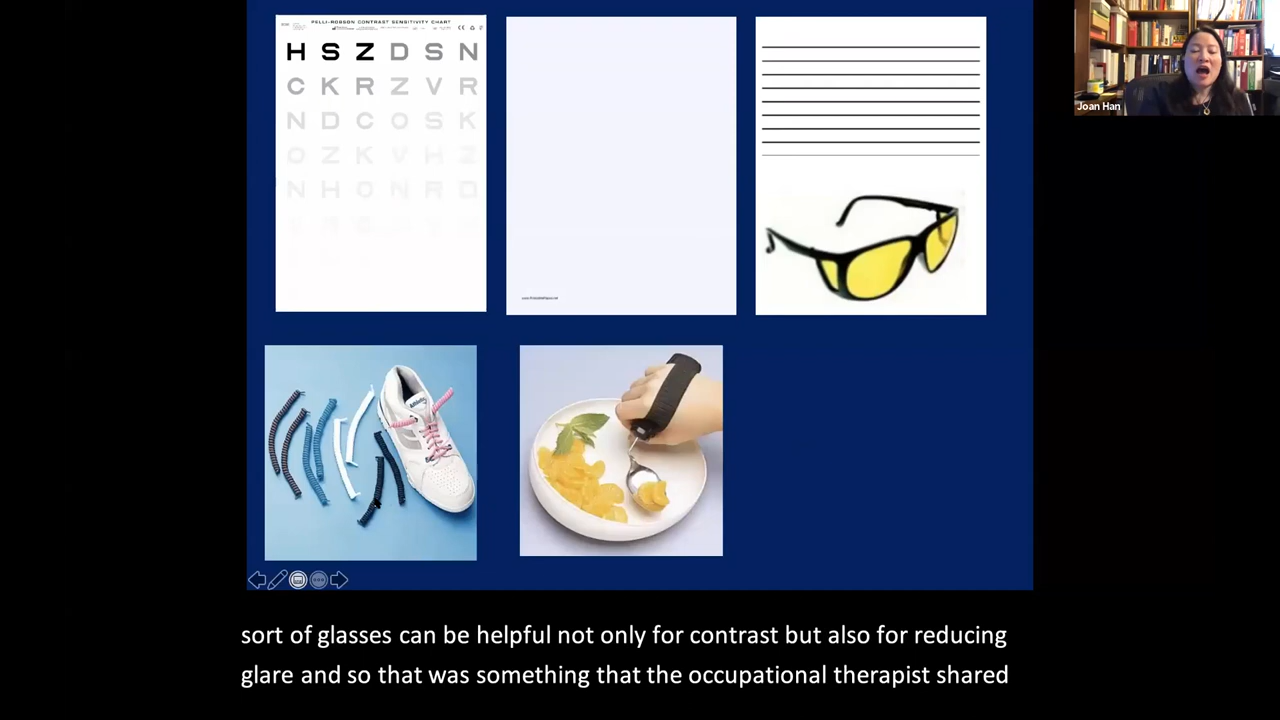 PELLI-ROBSON CONTRAST SENSITIVITY CHART
H S Z D S N
C K R Z V R
N D C O S K
O Z K V H Z
N H O N R D
Joan Han
sort of glasses can be helpful not only for contrast but also for reducing
glare and so that was something that the occupational therapist shared